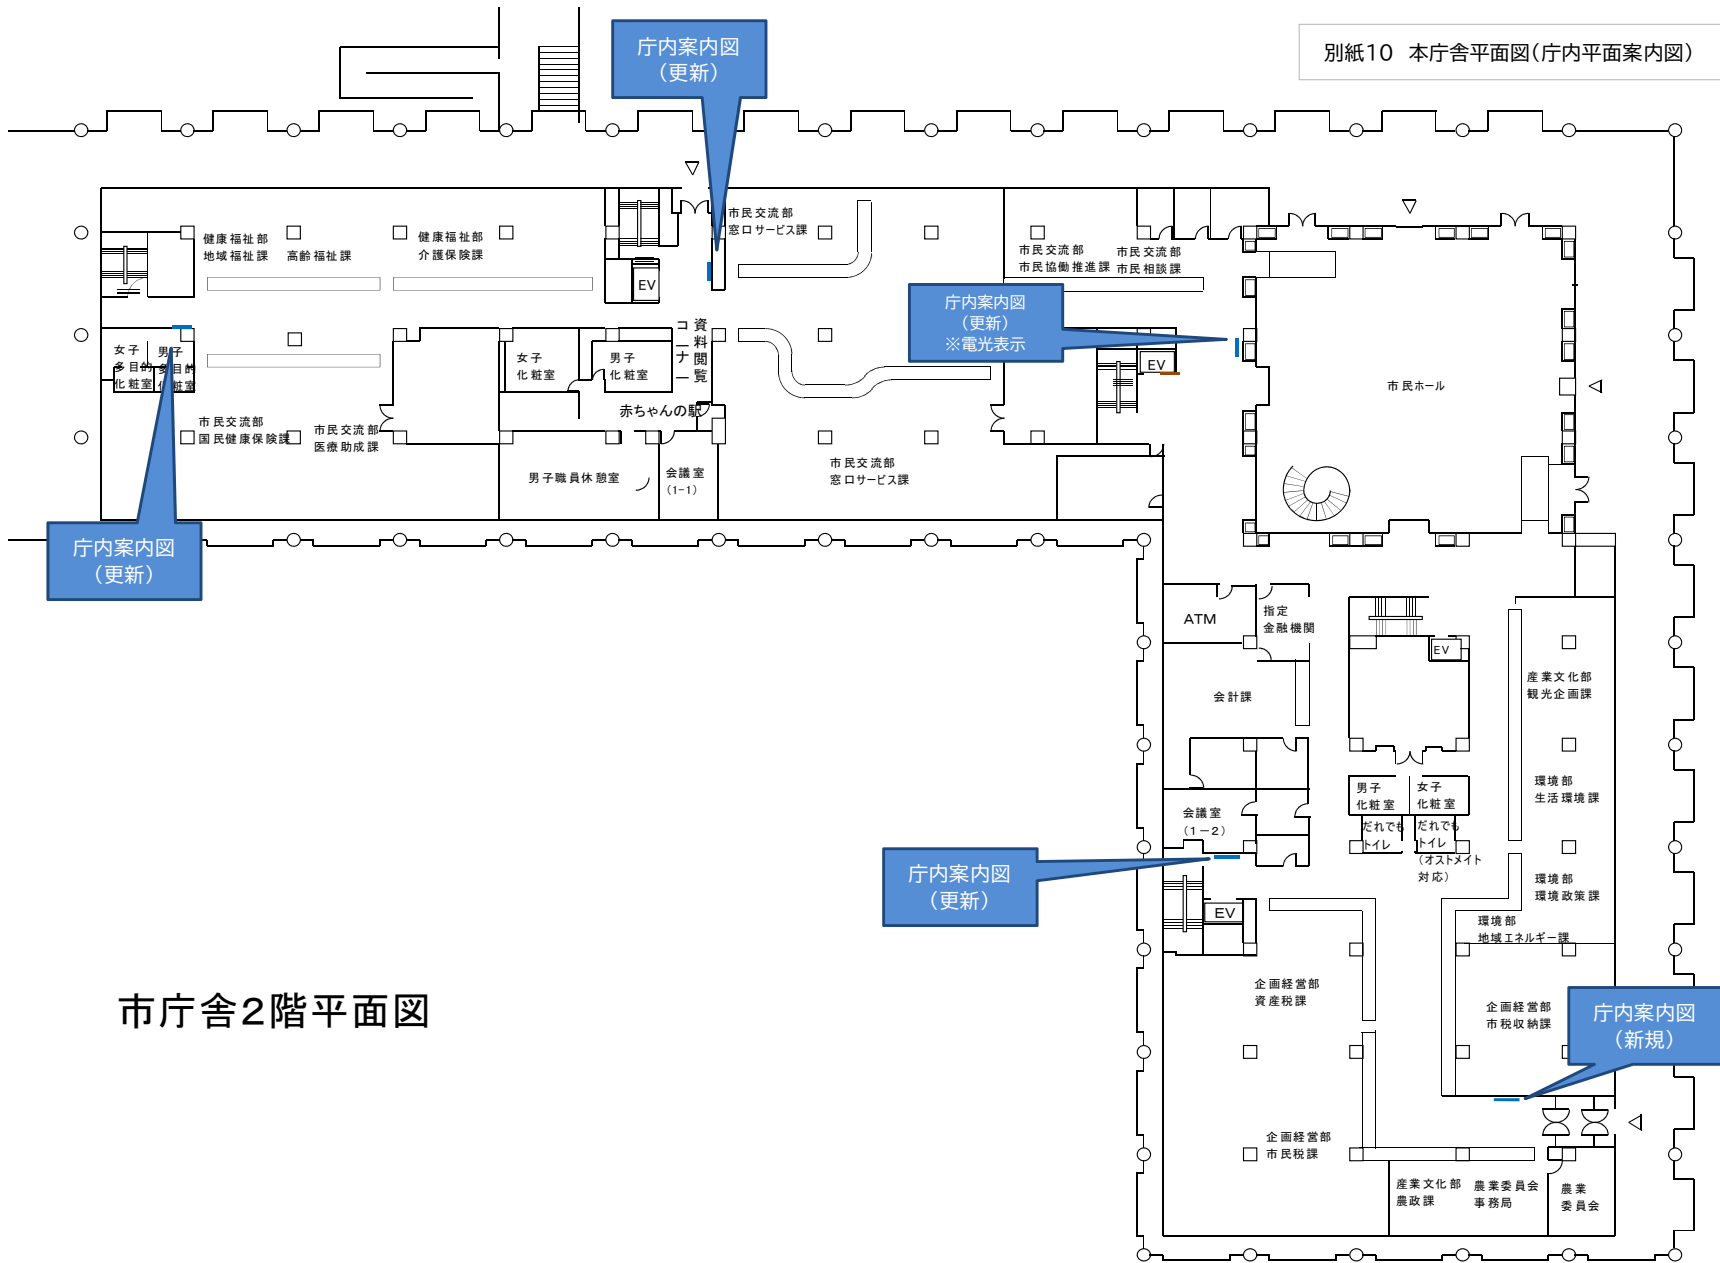 別紙10 本庁舎平面図(庁内平面案内図)
庁内案内図
(更新)
市民交流部
窓口サービス課
健康福祉部
地域福祉課
高齢福祉課
健康福祉部
介護保険課
市民交流部
市民協働推進課
市民交流部
市民相談課
EV
庁内案内図
(更新)
※電光表示
資料閲覧
コーナー
女子
多目的
化粧室
男子
多目的
化粧室
女子
化粧室
男子
化粧室
EV
市民ホール
赤ちゃんの駅
市民交流部
国民健康保険課
市民交流部
医療助成課
男子職員休憩室
会議室
(1-1)
市民交流部
窓口サービス課
庁内案内図
(更新)
ATM
指定
金融機関
EV
会計課
産業文化部
観光企画課
男子
化粧室
女子
化粧室
環境部
生活環境課
会議室
(1-2)
だれでも
トイレ
だれでも
トイレ
(オストメイト
対応)
庁内案内図
(更新)
環境部
環境政策課
EV
環境部
地域エネルギー課
市庁舎2階平面図
企画経営部
資産税課
企画経営部
市税収納課
庁内案内図
(新規)
企画経営部
市民税課
産業文化部
農政課
農業委員会
事務局
農業
委員会